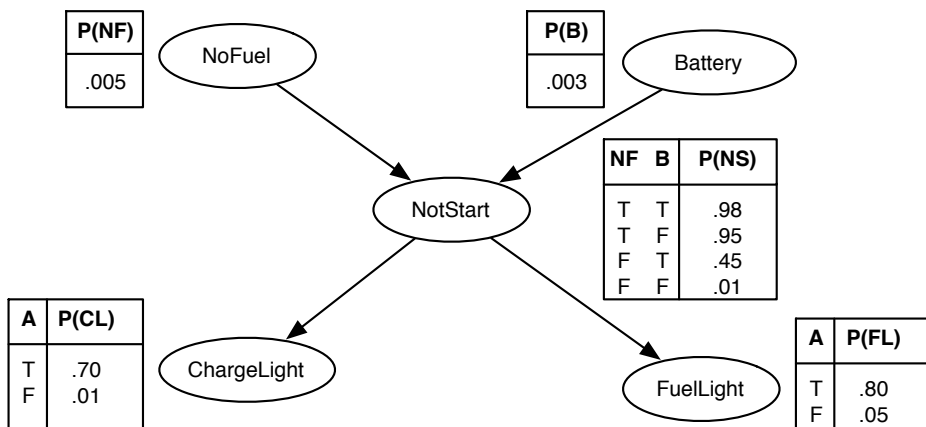 P(NF)
.005
NoFuel
P(B)
.003
Battery
NF B P(NS)
T T .98
T F .95
F T .45
F F .01
NotStart
A P(CL)
T .70
F .01
ChargeLight
FuelLight
A P(FL)
T .80
F .05